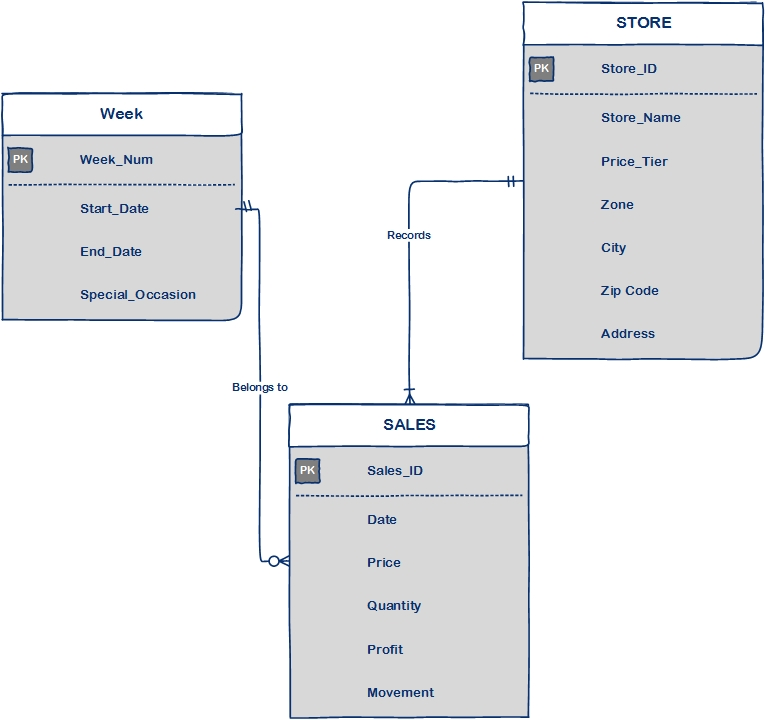 STORE
PK Store_ID
Store_Name
Price_Tier
Zone
City
Zip Code
Address
Week
PK Week_Num
Start_Date
End_Date
Special_Occasion
Records
Belongs to
SALES
PK Sales_ID
Date
Price
Quantity
Profit
Movement